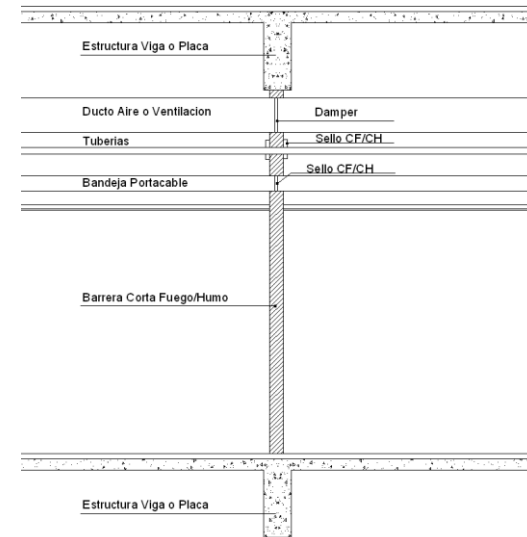 Estructura Viga o Placa
Ducto Aire o Ventilacion
Damper
Tuberias
Sello CF/CH
Sello CF/CH
Bandeja Portacable
Barrera Corta Fuego/Humo
Estructura Viga o Placa